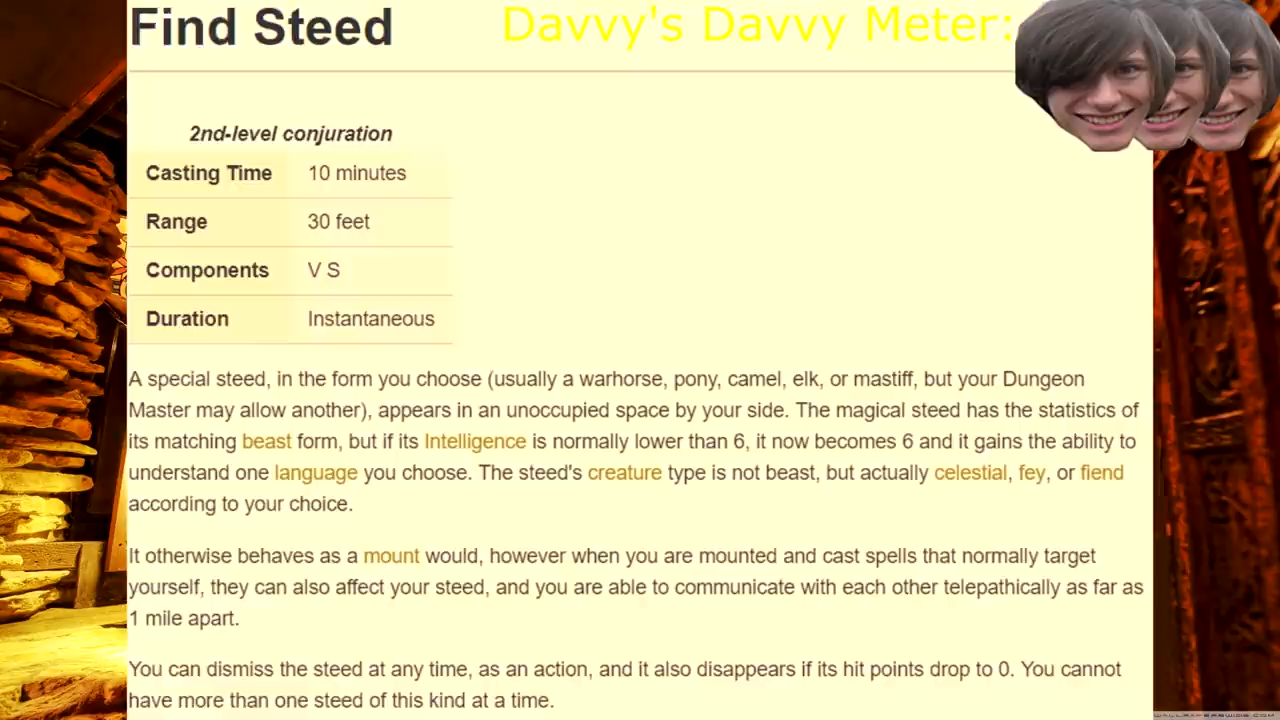 Find Steed
Davvy's Davvy Meter:
2nd-level conjuration
Casting Time 10 minutes
Range 30 feet
Components V S
Duration Instantaneous
A special steed, in the form you choose (usually a warhorse, pony, camel, elk, or mastiff, but your Dungeon
Master may allow another), appears in an unoccupied space by your side. The magical steed has the statistics of
its matching beast form, but if its Intelligence is normally lower than 6, it now becomes 6 and it gains the ability to
understand one language you choose. The steed's creature type is not beast, but actually celestial, fey, or fiend
according to your choice.
It otherwise behaves as a mount would, however when you are mounted and cast spells that normally target
yourself, they can also affect your steed, and you are able to communicate with each other telepathically as far as
1 mile apart.
You can dismiss the steed at any time, as an action, and it also disappears if its hit points drop to 0. You cannot
have more than one steed of this kind at a time.